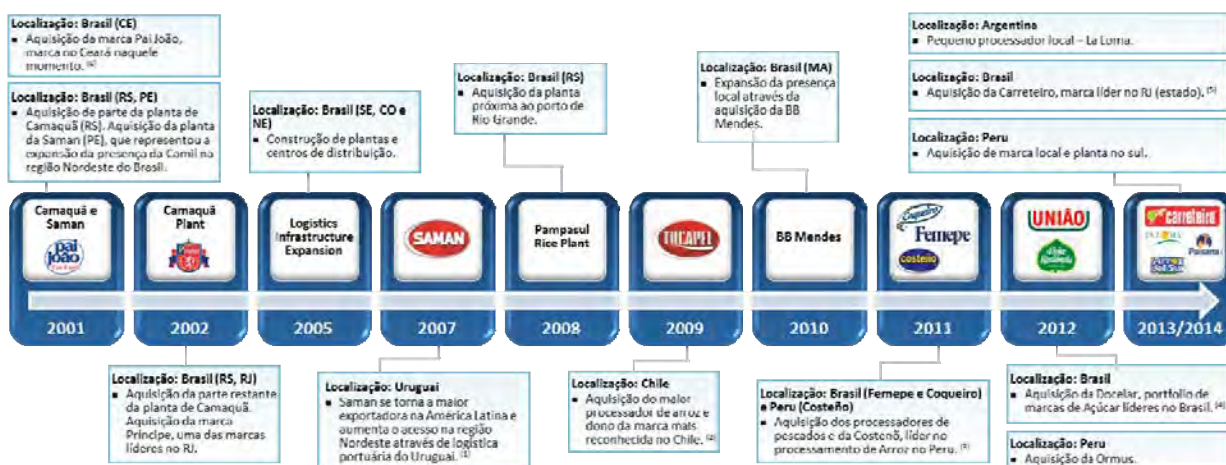 Localização: Brasil (CE)
▪ Aquisição da marca Pai João,
marca no Ceará naquele
momento.
Localização: Brasil (RS, PE)
▪ Aquisição de parte da planta de
Camaquã (RS). Aquisição da planta
da Saman (PE), que representou a
expansão da presença da Camil na
região Nordeste do Brasil.
Localização: Brasil (SE, CO e
NE)
▪ Construção de plantas e
centros de distribuição.
Localização: Brasil (RS)
▪ Aquisição da planta
próxima ao porto de
Rio Grande.
Localização: Brasil (MA)
▪ Expansão da presença
local através da
aquisição da BB
Mendes.
Localização: Argentina
▪ Pequeno processador local – La Loma.
Localização: Brasil
▪ Aquisição da Carreteiro, marca líder no RJ (estado). (5)
Localização: Peru
▪ Aquisição de marca local e planta no sul.
Camaquã e
Saman
pai
joão
Camaquã
Plant
Logistics
Infrastructure
Expansion
SAMAN
Pampasul
Rice Plant
TUCAPEL
BB Mendes
Coqueiro
Femepe
costeño
UNIÃO
carreteiro
Paisana
2001
2002
2005
2007
2008
2009
2010
2011
2012
2013/2014
Localização: Brasil (RS, RJ)
▪ Aquisição da parte restante
da planta de Camaquã.
Aquisição da marca
Príncipe, uma das marcas
líderes no RJ.
Localização: Uruguai
▪ Saman se torna a maior
exportadora na América Latina e
aumenta o acesso na região
Nordeste através de logística
portuária do Uruguai. (1)
Localização: Chile
▪ Aquisição do maior
processador de arroz e
dono da marca mais
reconhecida no Chile. (2)
Localização: Brasil (Femepe e Coqueiro)
e Peru (Costeño)
▪ Aquisição dos processadores de
pescados e da Costeñō, líder no
processamento de Arroz no Peru. (3)
Localização: Brasil
▪ Aquisição da Docelar, portfolio de
marcas de Açúcar líderes no Brasil. (4)
Localização: Peru
▪ Aquisição da Ormus.